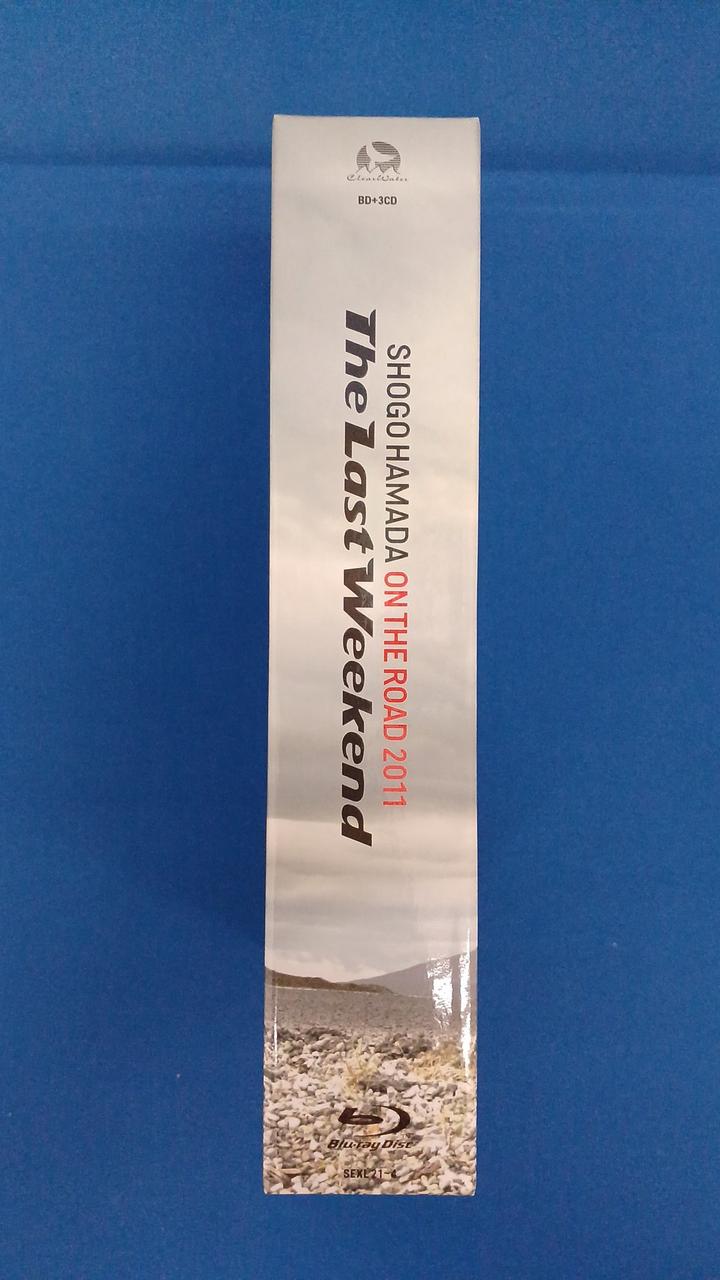 ClearWater
BD+3CD
SHOGO HAMADA ON THE ROAD 2011
The Last Weekend
Blu-ray Disc
SEXL 21-4